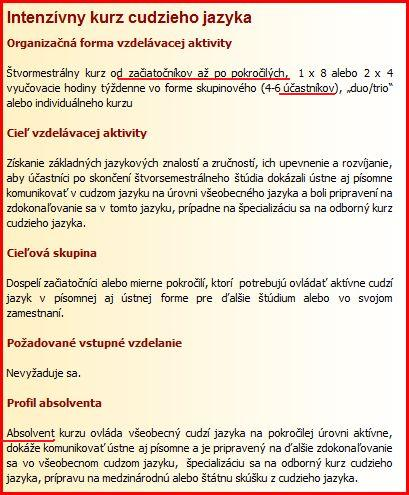 Intenzívny kurz cudzieho jazyka
Organizačná forma vzdelávacej aktivity
Štvormestrálny kurz od začiatočníkov až po pokročilých, 1 x 8 alebo 2 x 4
vyučovacie hodiny týždenne vo forme skupinového (4-6 účastníkov), „duo/trio“
alebo individuálneho kurzu
Cieľ vzdelávacej aktivity
Získanie základných jazykových znalostí a zručností, ich upevnenie a rozvíjanie,
aby účastníci po skončení štvorsemestrálneho štúdia dokázali ústne aj písomne
komunikovať v cudzom jazyku na úrovni všeobecného jazyka a boli pripravení na
zdokonaľovanie sa v tomto jazyku, prípadne na špecializáciu sa na odborný kurz
cudzieho jazyka.
Cieľová skupina
Dospelí začiatočníci alebo mierne pokročilí, ktorí potrebujú ovládať aktívne cudzí
jazyk v písomnej aj ústnej forme pre ďalšie štúdium alebo vo svojom
zamestnaní.
Požadované vstupné vzdelanie
Nevyžaduje sa.
Profil absolventa
Absolvent kurzu ovláda všeobecný cudzí jazyka na pokročilej úrovni aktívne,
dokáže komunikovať ústne aj písomne a je pripravený na ďalšie zdokonaľovanie
sa vo všeobecnom cudzom jazyku, špecializáciu sa na odborný kurz cudzieho
jazyka, prípravu na medzinárodnú alebo štátnu skúšku z cudzieho jazyka.